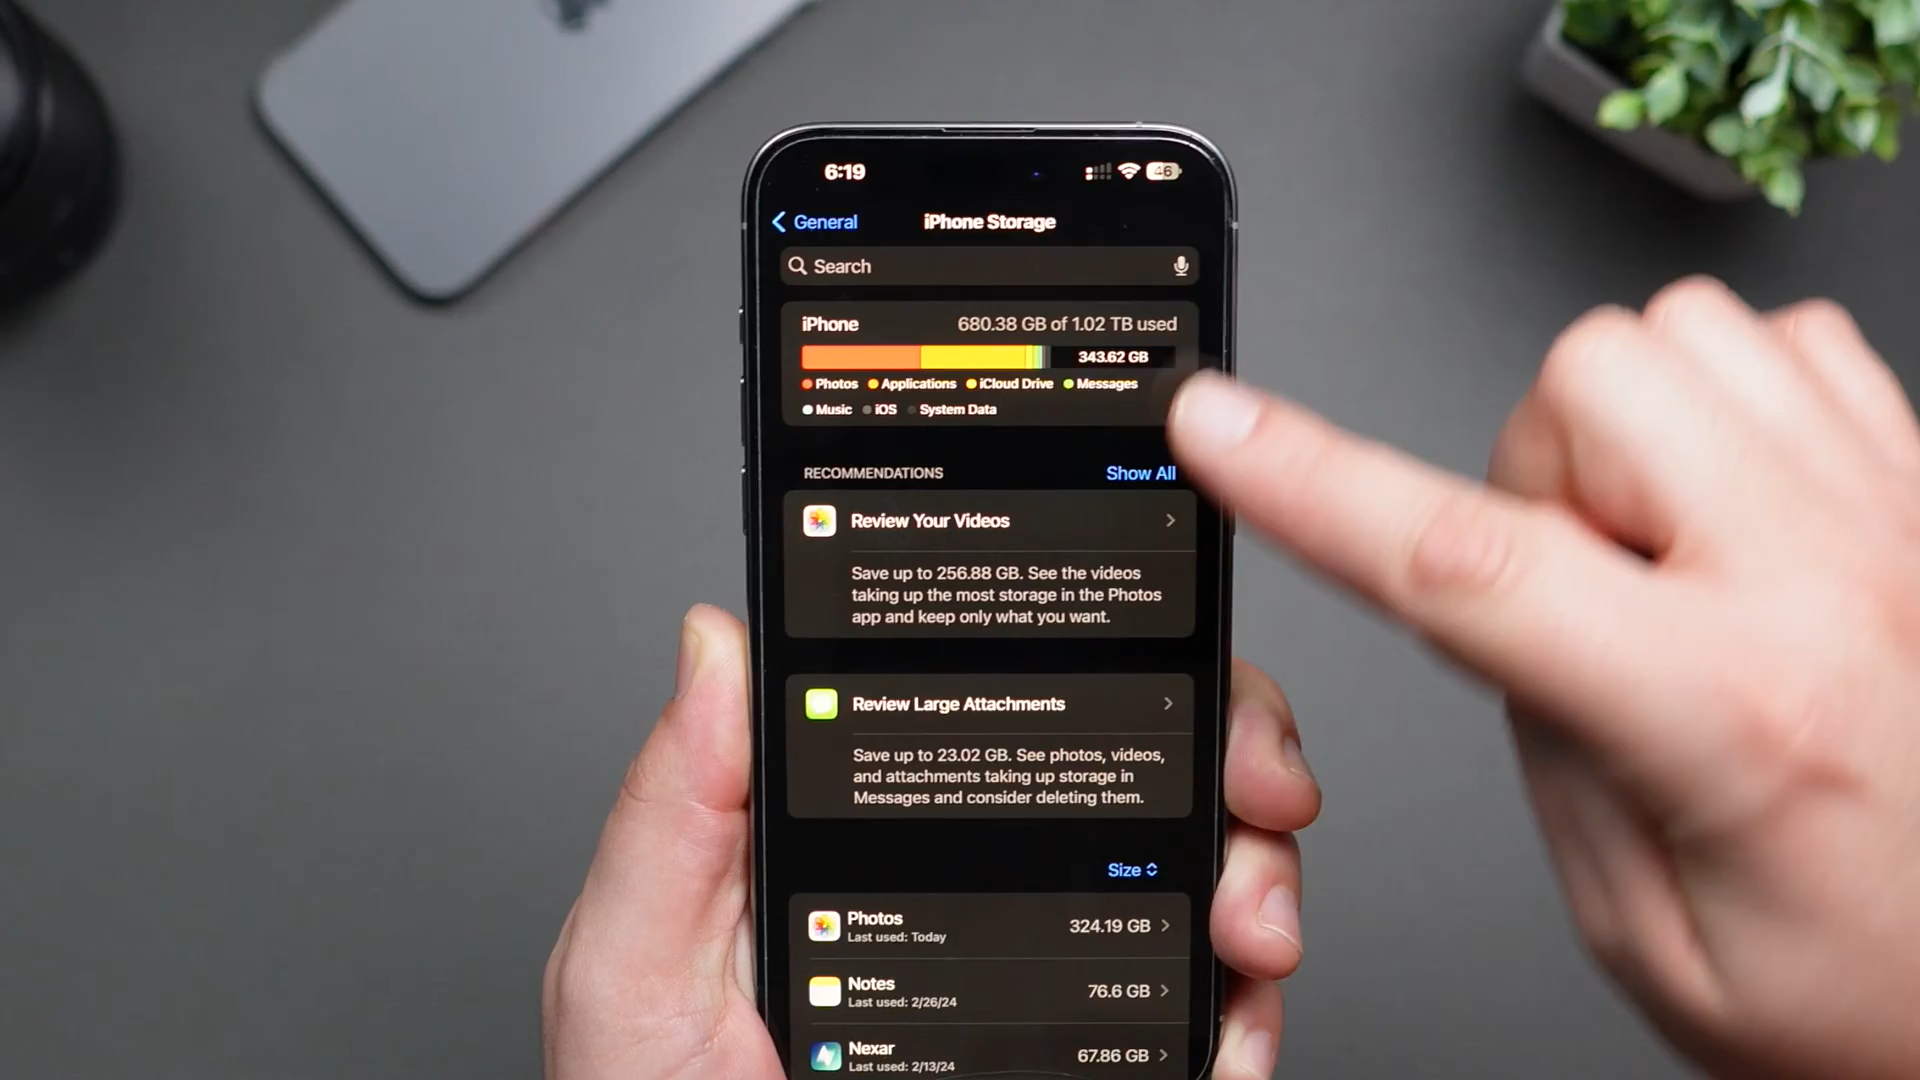 6:19
46
General
iPhone Storage
Search
iPhone
680.38 GB of 1.02 TB used
343.62 GB
Photos Applications iCloud Drive Messages
Music iOS System Data
RECOMMENDATIONS
Show All
Review Your Videos
Save up to 256.88 GB. See the videos
taking up the most storage in the Photos
app and keep only what you want.
Review Large Attachments
Save up to 23.02 GB. See photos, videos,
and attachments taking up storage in
Messages and consider deleting them.
Size
Photos
324.19 GB
Last used: Today
Notes
76.6 GB
Last used: 2/26/24
Nexar
67.86 GB
Last used: 2/13/24